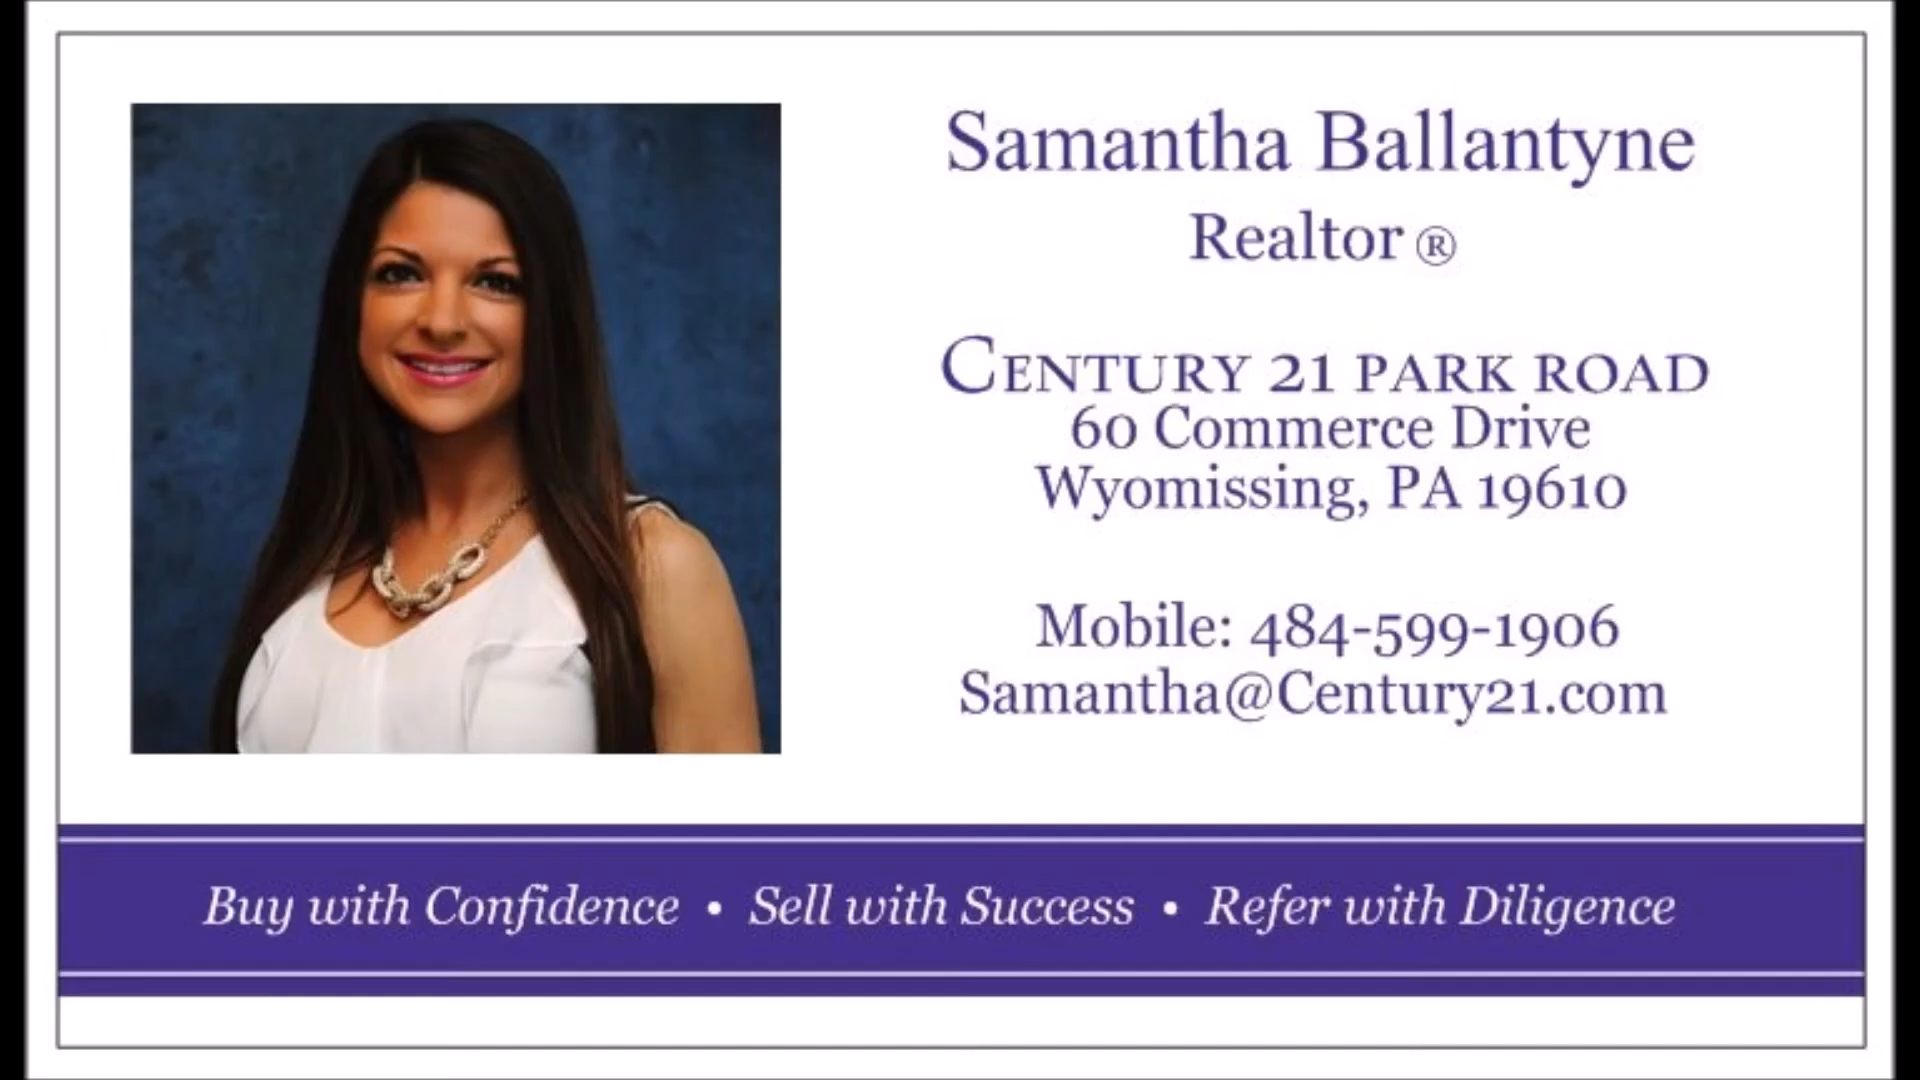 Samantha Ballantyne
Realtor ®
CENTURY 21 PARK ROAD
60 Commerce Drive
Wyomissing, PA 19610
Mobile: 484-599-1906
Samantha@Century21.com
Buy with Confidence • Sell with Success • Refer with Diligence